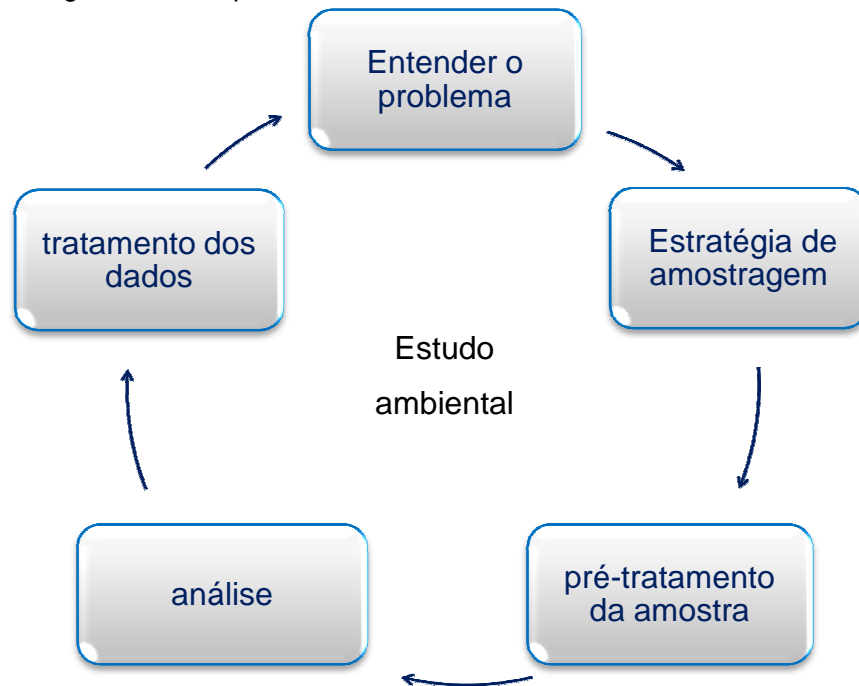 Entender o
problema
Estratégia de
amostragem
pré-tratamento
da amostra
análise
tratamento dos
dados
Estudo
ambiental